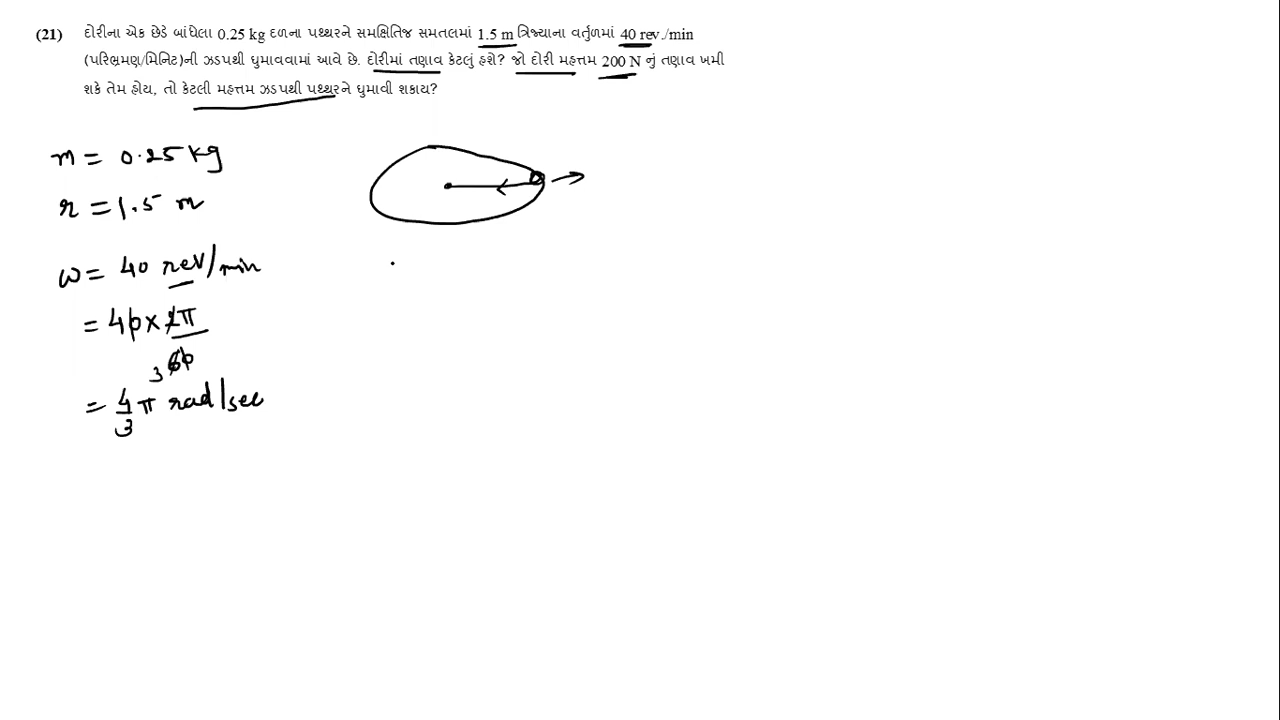 (21) દોરીના એક છેડે બાંધેલા 0.25 kg દળના પથ્થરને સમક્ષિતિજ સમતલમાં 1.5 m ત્રિજ્યાના વર્તુળમાં 40 rev./min
(પરિભ્રમણ/મિનિટ)ની ઝડપથી ઘુમાવવામાં આવે છે. દોરીમાં તણાવ કેટલું હશે? જો દોરી મહત્તમ 200 N નું તણાવ ખમી
શકે તેમ હોય, તો કેટલી મહત્તમ ઝડપથી પથ્થરને ઘુમાવી શકાય?
m = 0.25 kg
r = 1.5 m
ω = 40 rev/min
= 40 × 2π
3 60
= 4 π rad/sec
3